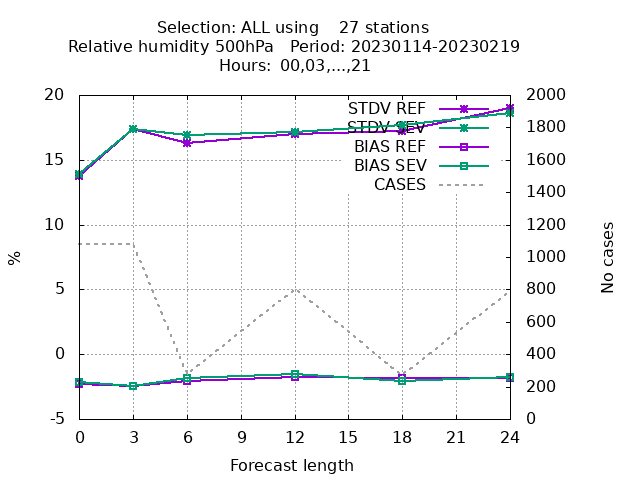 Selection: ALL using    27 stations
Relative humidity 500hPa   Period: 20230114-20230219
Hours:  00,03,...,21
20
15
10
5
0
-5
%
2000
1800
1600
1400
1200
1000
800
600
400
200
0
No cases
STDV REF
STDV SEV
BIAS REF
BIAS SEV
CASES
0 3 6 9 12 15 18 21 24
Forecast length